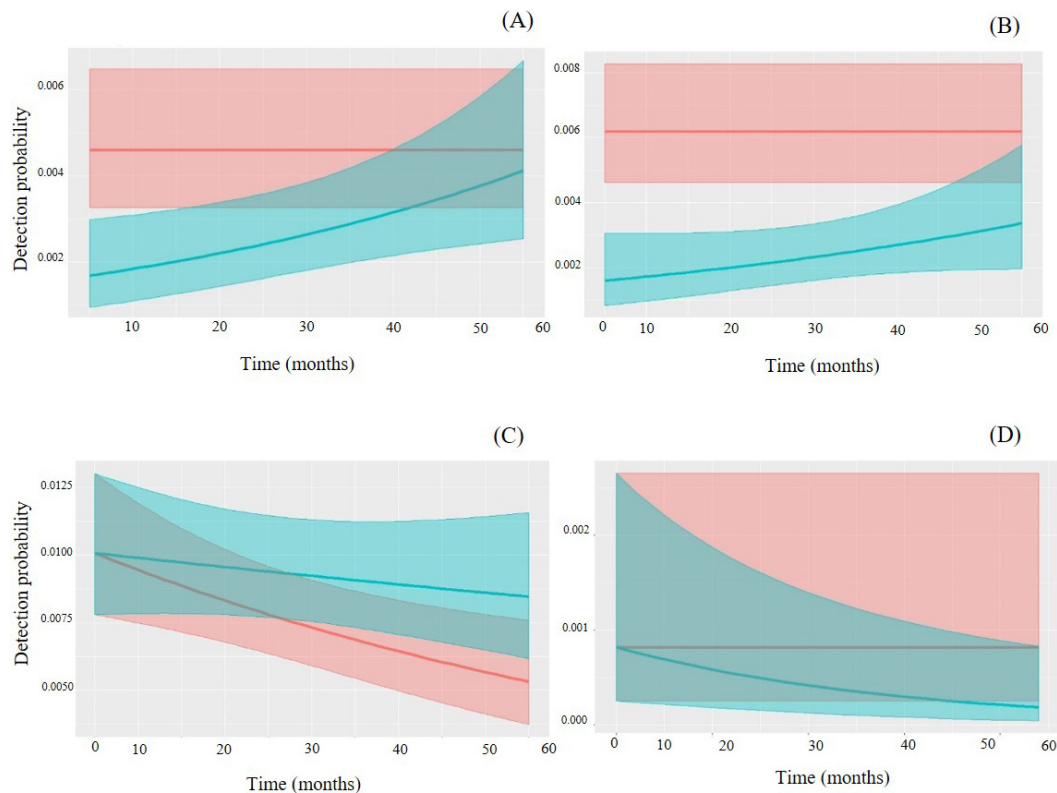 (A)
0.006
0.004
0.002
Detection probability
10 20 30 40 50 60
Time (months)
(B)
0.008
0.006
0.004
0.002
0 10 20 30 40 50 60
Time (months)
(C)
0.0125
0.0100
0.0075
0.0050
Detection probability
0 10 20 30 40 50 60
Time (months)
(D)
0.002
0.001
0.000
0 10 20 30 40 50 60
Time (months)